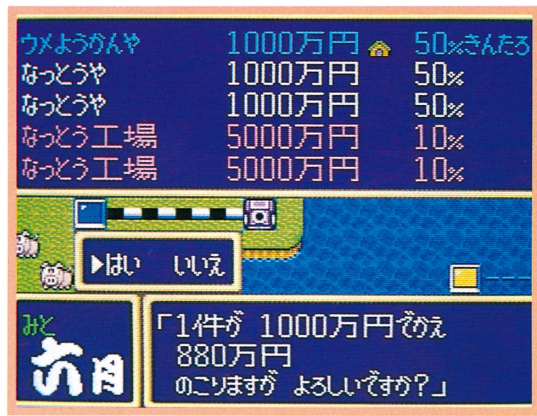 ウメようかんや 1000万円 50%きんたろ
なっとうや 1000万円 50%
なっとうや 1000万円 50%
なっとう工場 5000万円 10%
なっとう工場 5000万円 10%
▶はい いいえ
みと
六月
「1件が 1000万円でかえ
880万円
のこりますが よろしいですか?」